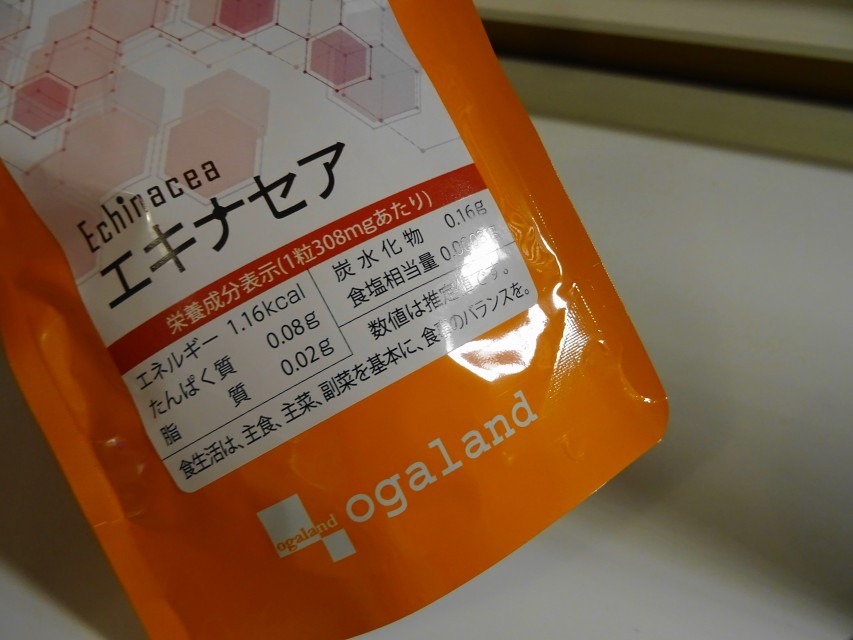 Echinacea
エキナセア
栄養成分表示(1粒308mgあたり)
エネルギー 1.16kcal
たんぱく質 0.08g
脂質 0.02g
炭水化物 0.16g
食塩相当量
数値は推定値です。
食生活は、主食、主菜、副菜を基本に、食事のバランスを。
ogaland
ogaland